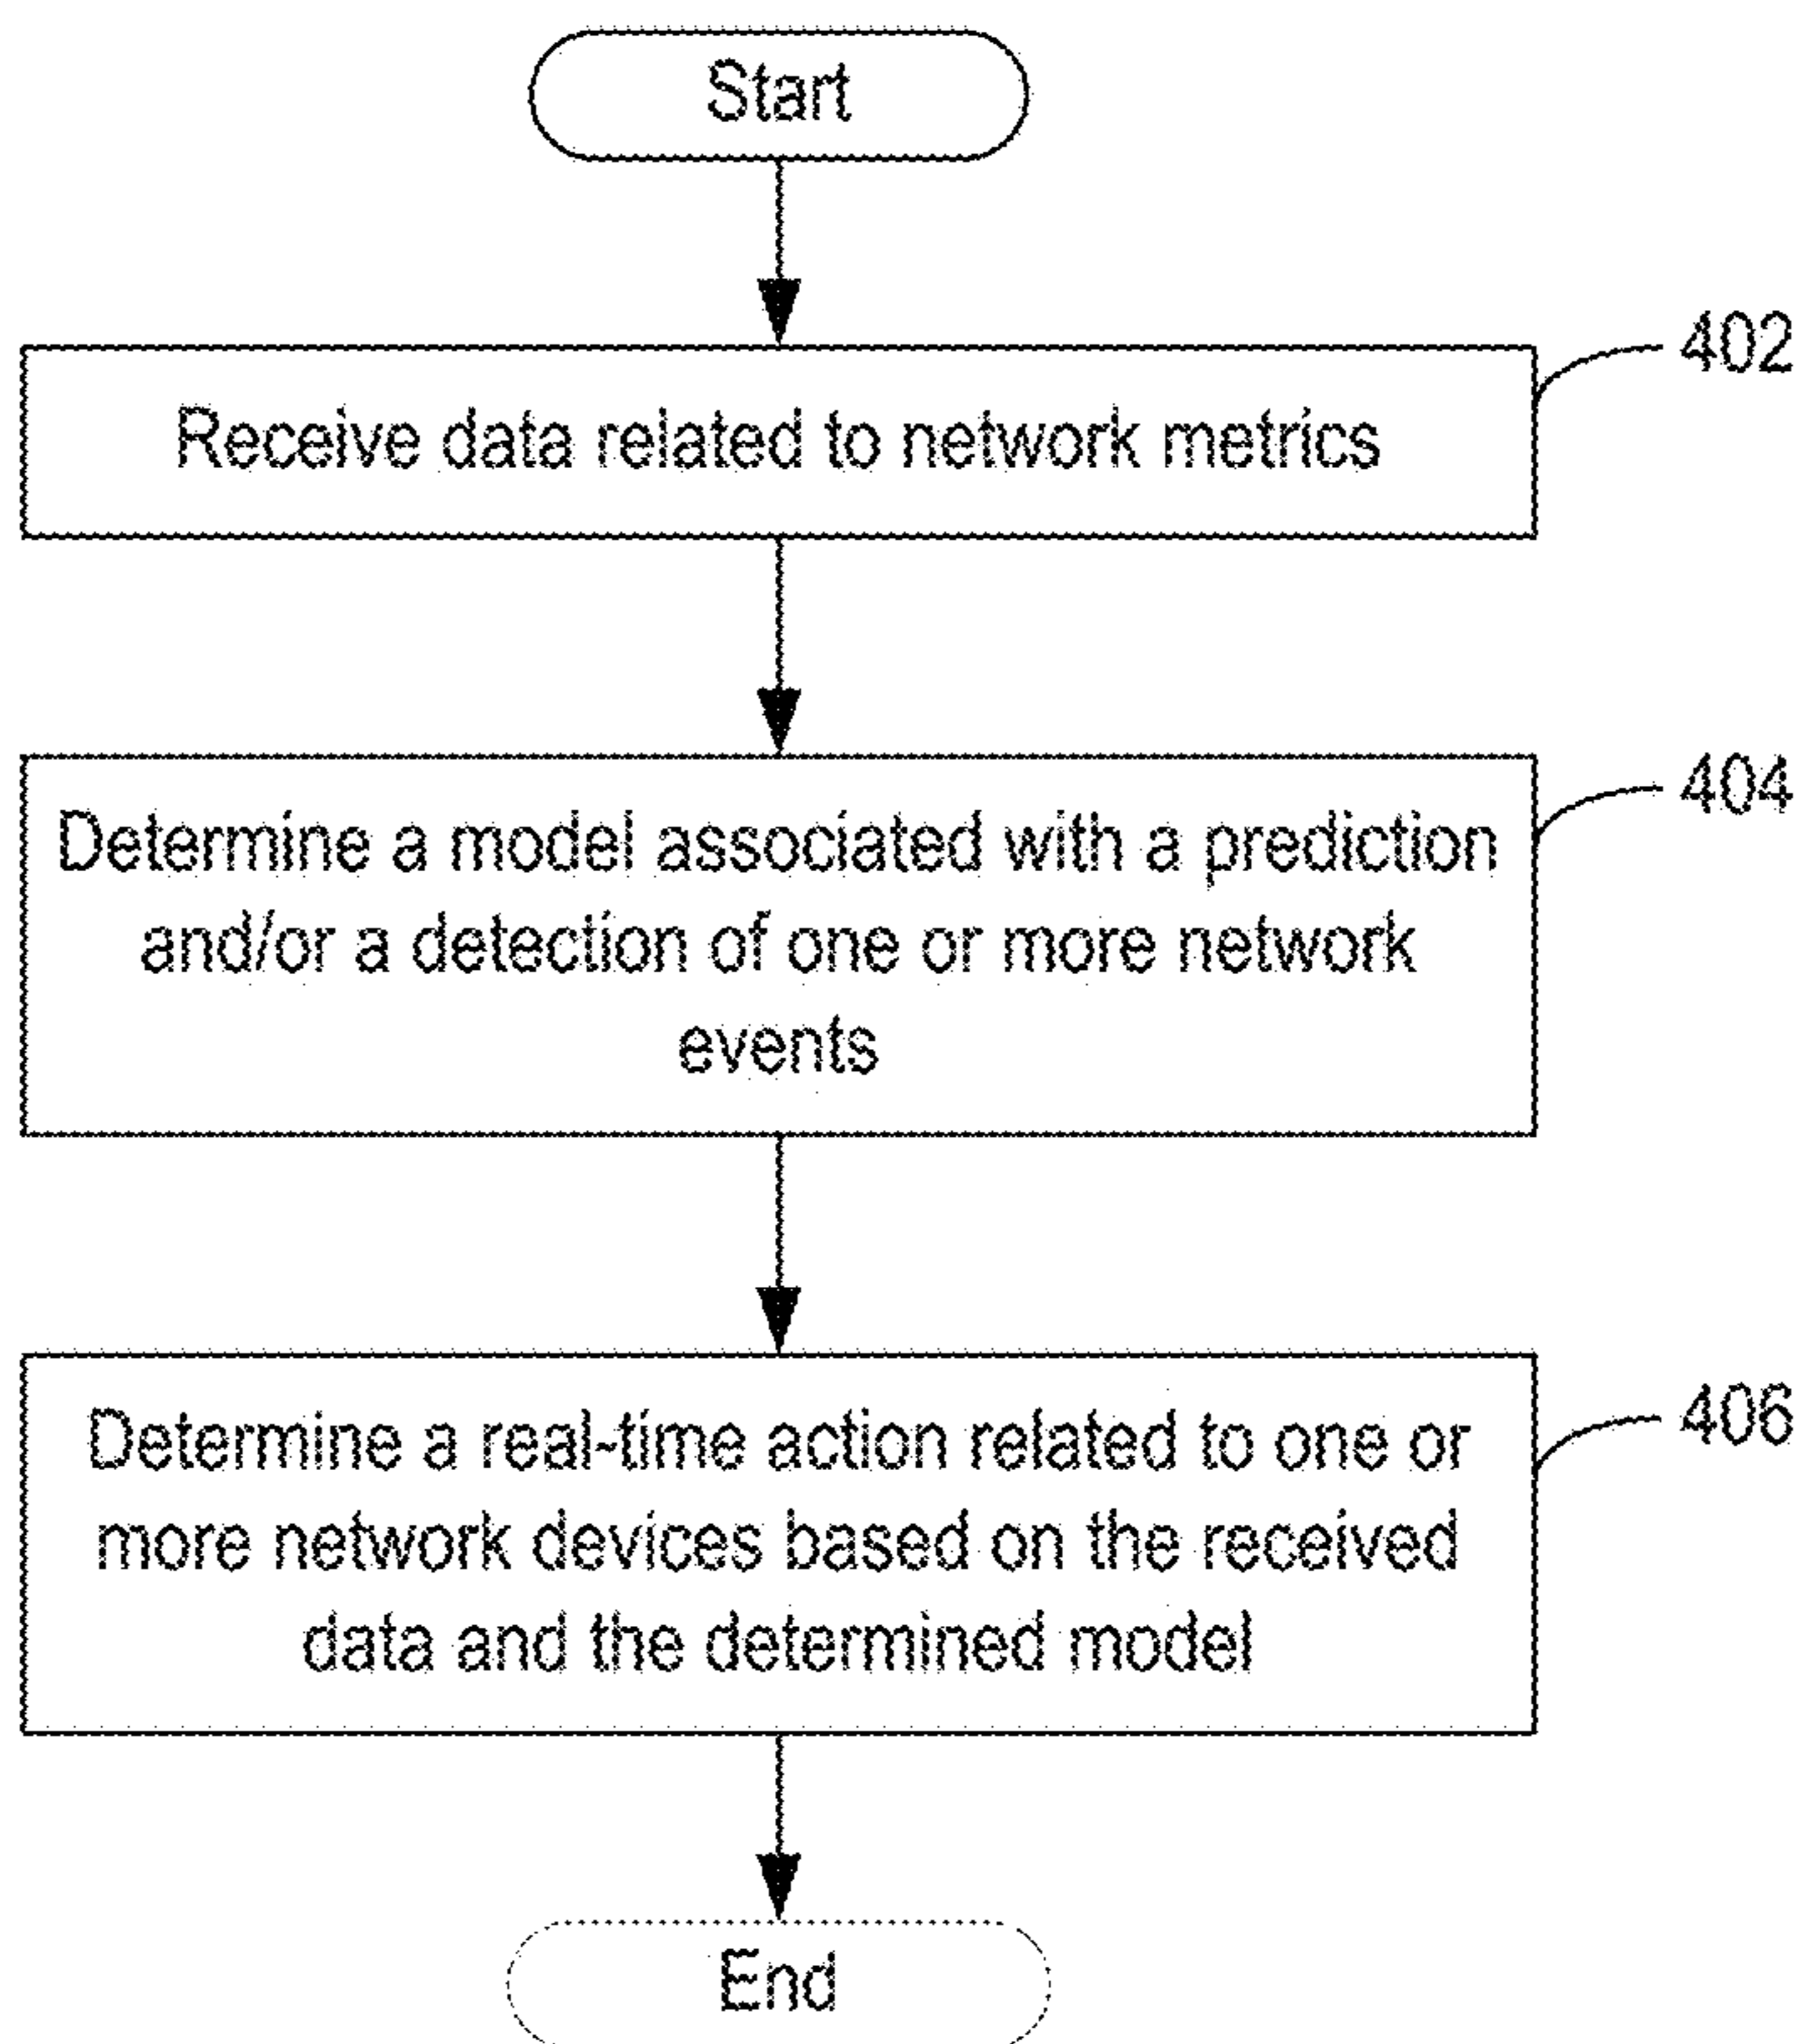 Start
402
Receive data related to network metrics
404
Determine a model associated with a prediction
and/or a detection of one or more network
events
406
Determine a real-time action related to one or
more network devices based on the received
data and the determined model
End